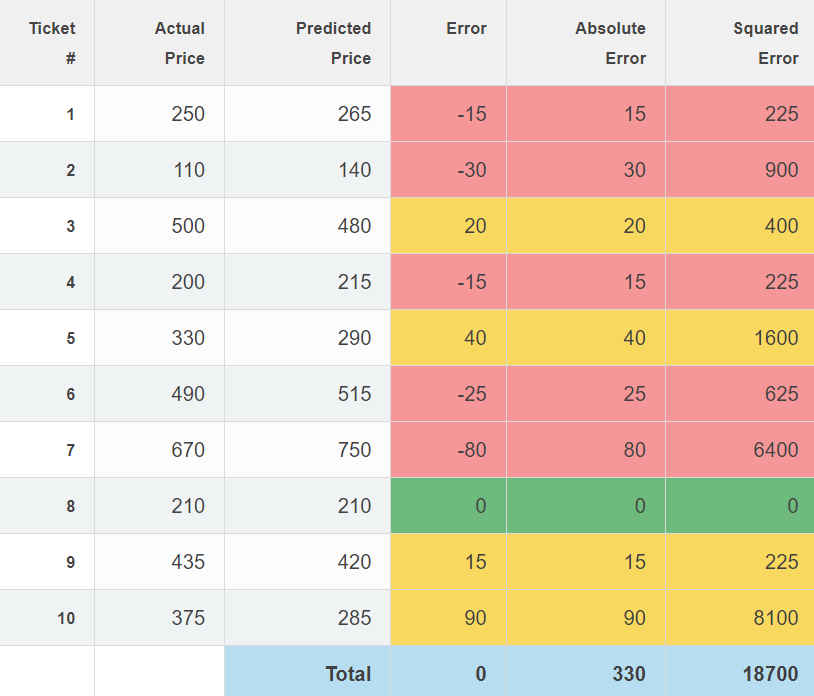 Ticket # Actual Price Predicted Price Error Absolute Error Squared Error
1 250 265 -15 15 225
2 110 140 -30 30 900
3 500 480 20 20 400
4 200 215 -15 15 225
5 330 290 40 40 1600
6 490 515 -25 25 625
7 670 750 -80 80 6400
8 210 210 0 0 0
9 435 420 15 15 225
10 375 285 90 90 8100
Total 0 330 18700